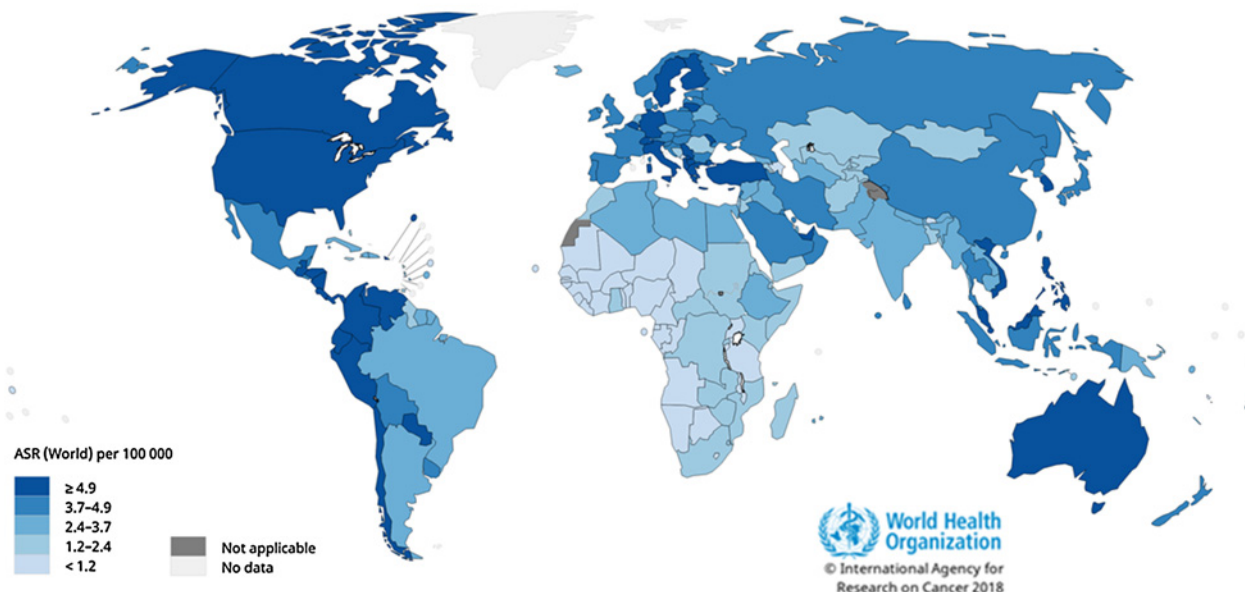 ASR (World) per 100 000
≥ 4.9
3.7–4.9
2.4–3.7
1.2–2.4
< 1.2
Not applicable
No data
World Health
Organization
© International Agency for
Research on Cancer 2018